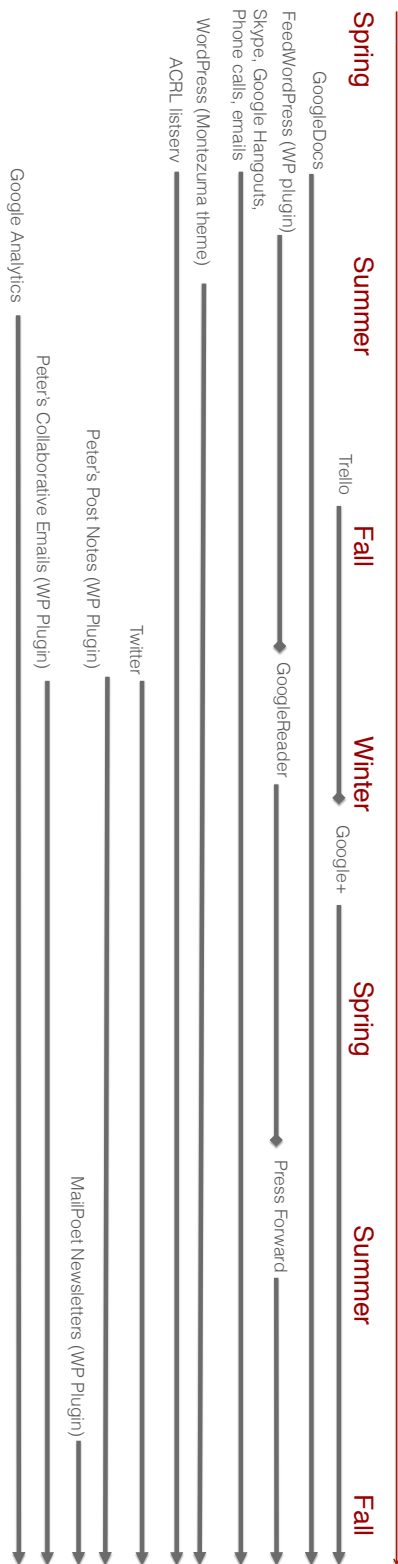 Spring
Summer
Fall
Winter
Spring
Summer
Fall
Trello
Google+
GoogleDocs
FeedWordPress (WP plugin)
GoogleReader
Press Forward
Skype, Google Hangouts,
Phone calls, emails
WordPress (Montezuma theme)
ACRL listserv
Twitter
Peter's Post Notes (WP Plugin)
MailPoet Newsletters (WP Plugin)
Peter's Collaborative Emails (WP Plugin)
Google Analytics